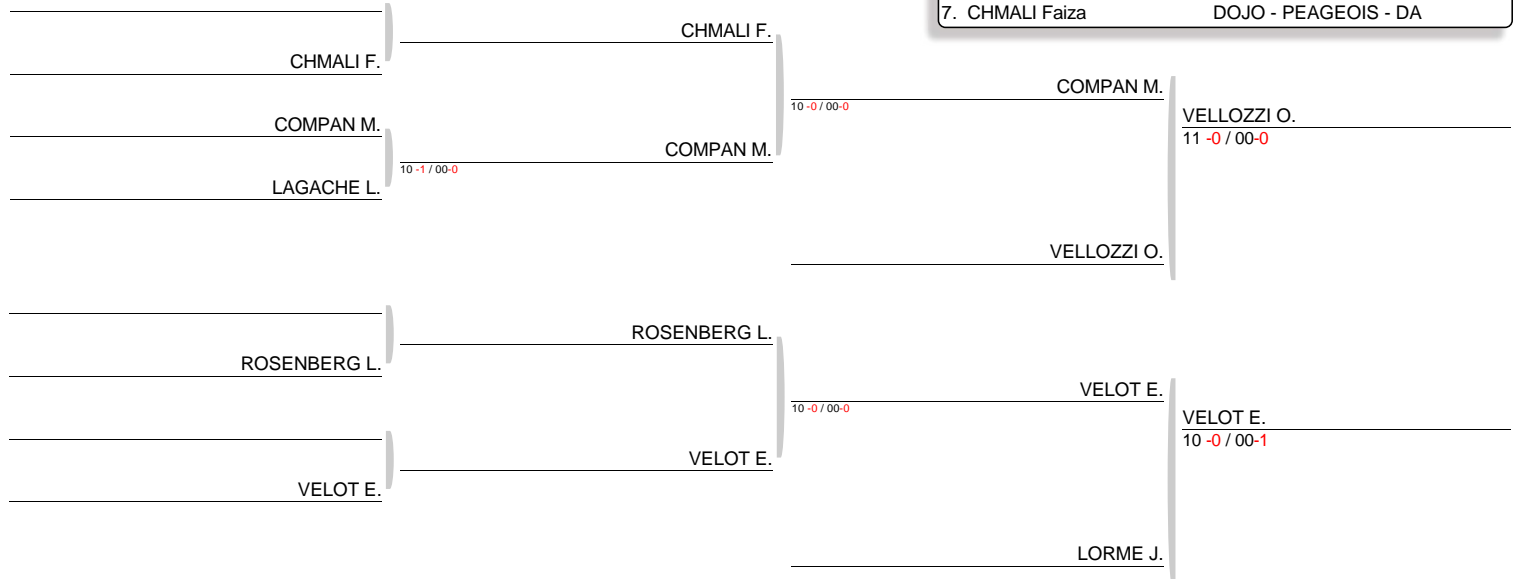 7. CHMALI Faiza DOJO - PEAGEOIS - DA
CHMALI F.
CHMALI F.
COMPAN M.
LAGACHE L.
COMPAN M.
10 -1 / 00-0
COMPAN M.
10 -0 / 00-0
VELLOZZI O.
VELLOZZI O.
11 -0 / 00-0
ROSENBERG L.
ROSENBERG L.
VELOT E.
VELOT E.
VELOT E.
10 -0 / 00-0
LORME J.
VELOT E.
10 -0 / 00-1